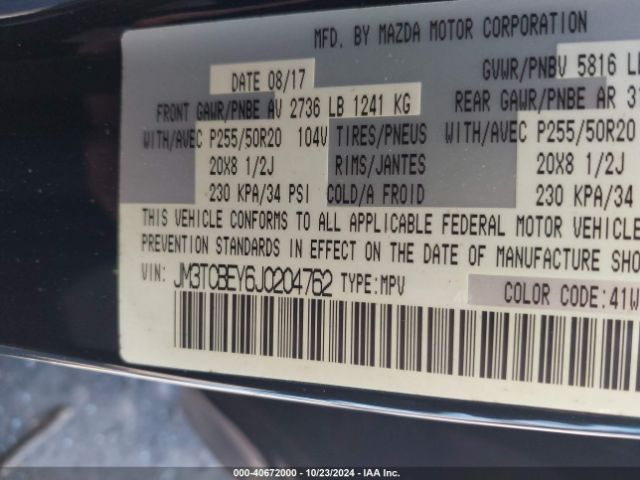 MFD. BY MAZDA MOTOR CORPORATION
DATE 08/17 GVWR/PNBV 5816 LB
FRONT GAWR/PNBE AV 2736 LB 1241 KG REAR GAWR/PNBE AR 31
WITH/AVEC P255/50R20 104V TIRES/PNEUS WITH/AVEC P255/50R20
20X8 1/2J RIMS/JANTES 20X8 1/2J
230 KPA/34 PSI COLD/A FROID 230 KPA/34
THIS VEHICLE CONFORMS TO ALL APPLICABLE FEDERAL MOTOR VEHICLE
PREVENTION STANDARDS IN EFFECT ON THE DATE OF MANUFACTURE SHO
VIN: JM3TCBEY6J0204762 TYPE:MPV COLOR CODE:41W
000-40672000 - 10/23/2024 - IAA Inc.